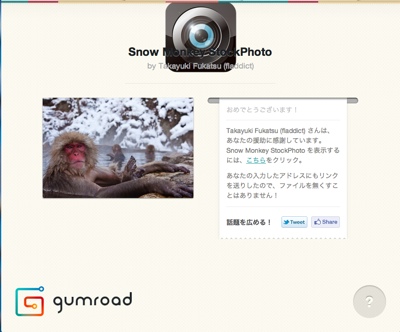 Snow Monkey StockPhoto
by Takayuki Fukatsu (fladdict)
おめでとうございます！
Takayuki Fukatsu (fladdict) さんは、
あなたの援助に感謝しています。
Snow Monkey StockPhoto を表示する
には、こちらをクリック。
あなたの入力したアドレスにもリンク
を送りしたので、ファイルを無くすこ
とはありません！
話題を広める！ Tweet Share
gumroad
?